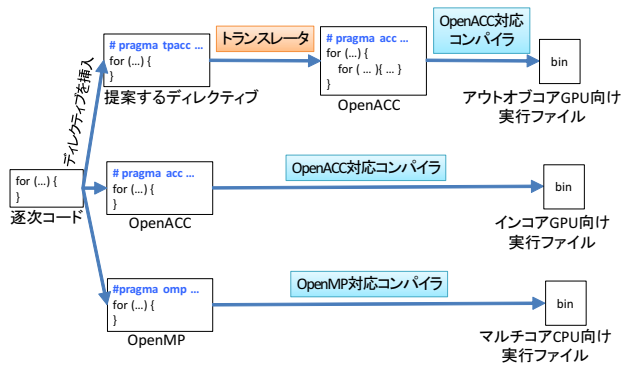 ディレクティブを挿入
# pragma tpacc ...
for (...) {
}
提案するディレクティブ
トランスレータ
# pragma acc ...
for (...) {
for ( ... ){ ... }
}
OpenACC
OpenACC対応
コンパイラ
bin
アウトオブコアGPU向け
実行ファイル
for (...) {
}
逐次コード
# pragma acc ...
for (...) {
}
OpenACC
OpenACC対応コンパイラ
bin
インコアGPU向け
実行ファイル
#pragma omp ...
for (...) {
}
OpenMP
OpenMP対応コンパイラ
bin
マルチコアCPU向け
実行ファイル